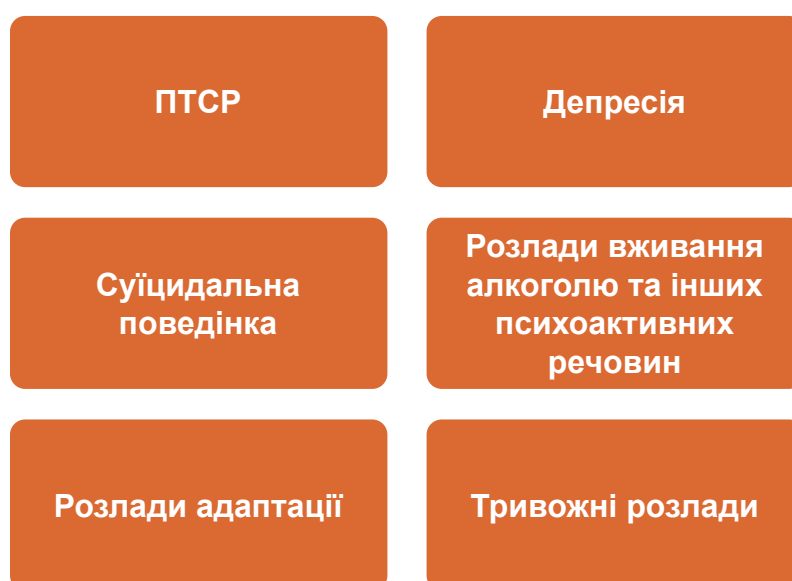 ПТСР
Депресія
Суїцидальна
поведінка
Розлади вживання
алкоголю та інших
психоактивних
речовин
Розлади адаптації
Тривожні розлади